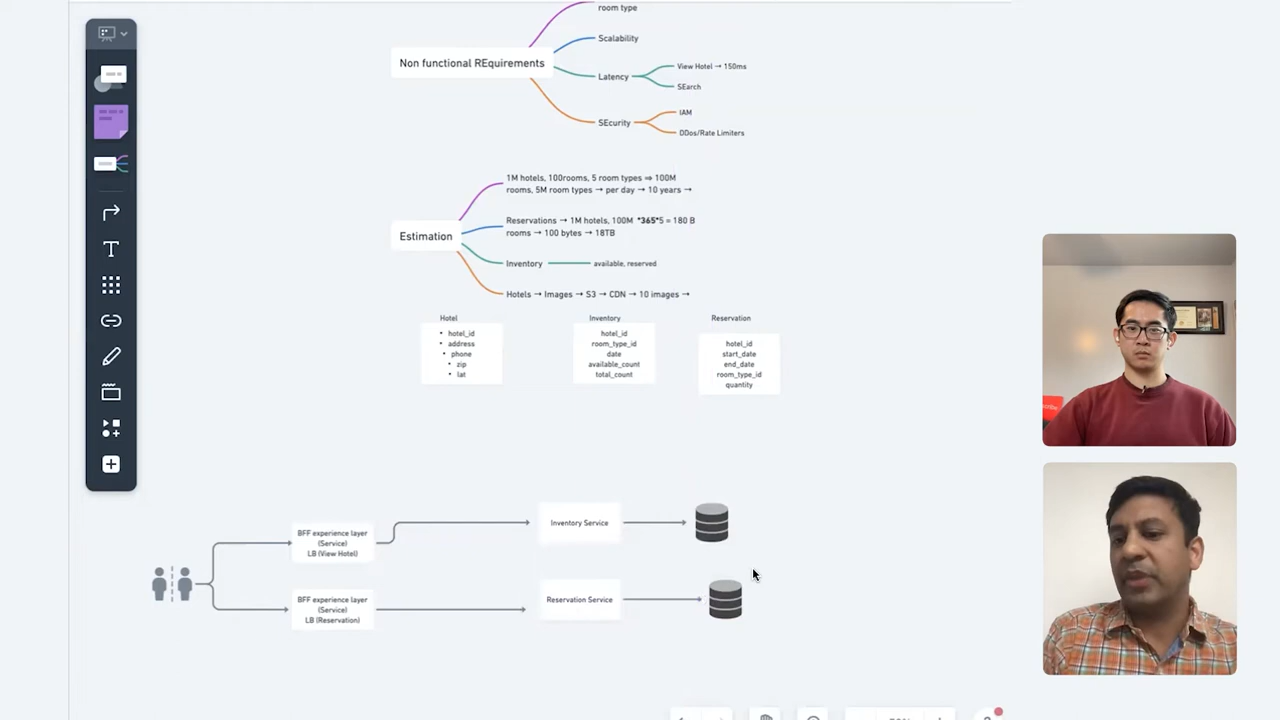 room type
Non functional REquirements
Scalability
Latency
View Hotel → 150ms
SEarch
SEcurity
IAM
DDos/Rate Limiters
Estimation
1M hotels, 100rooms, 5 room types ⇒ 100M
rooms, 5M room types → per day → 10 years →
Reservations → 1M hotels, 100M *365*5 = 180 B
rooms → 100 bytes → 18TB
Inventory
available, reserved
Hotels → Images → S3 → CDN → 10 images →
Hotel
• hotel_id
• address
• phone
• zip
• lat
Inventory
hotel_id
room_type_id
date
available_count
total_count
Reservation
hotel_id
start_date
end_date
room_type_id
quantity
BFF experience layer
(Service)
LB (View Hotel)
Inventory Service
BFF experience layer
(Service)
LB (Reservation)
Reservation Service